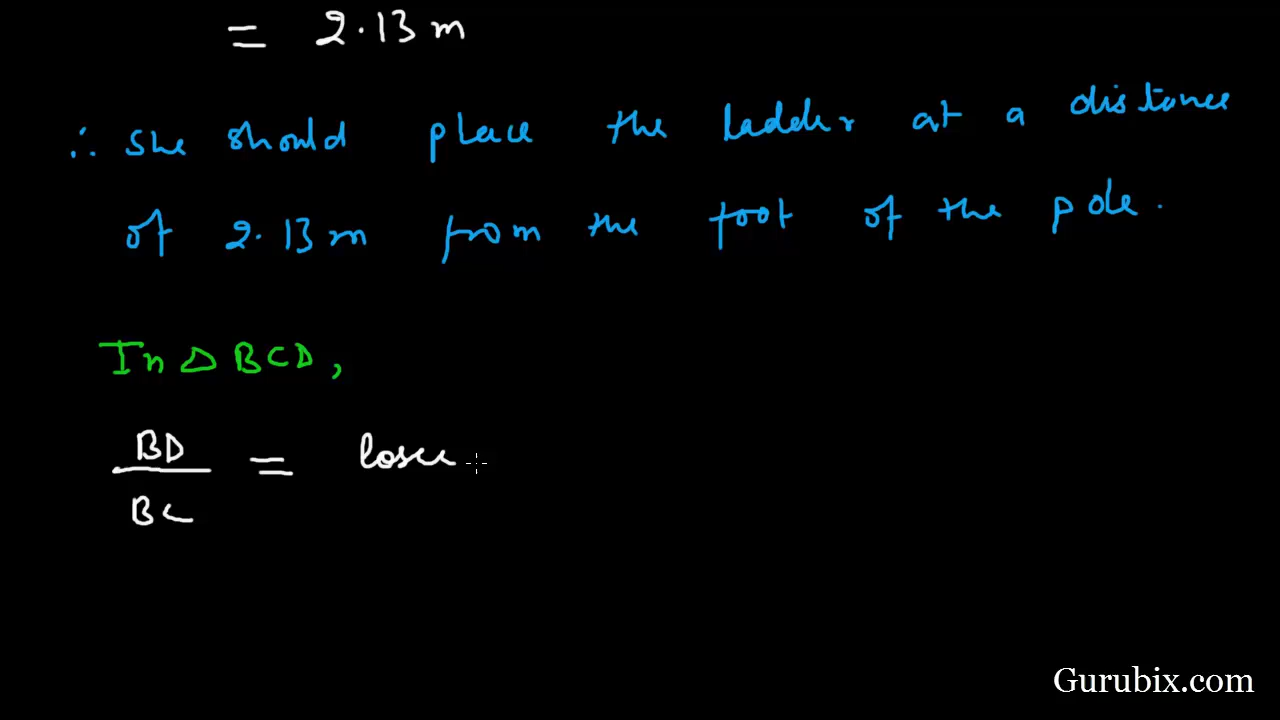 = 2.13 m
∴ She should place the ladder at a distance
of 2.13 m from the foot of the pole.
In △ BCD,
BD
=
BC
Gurubix.com